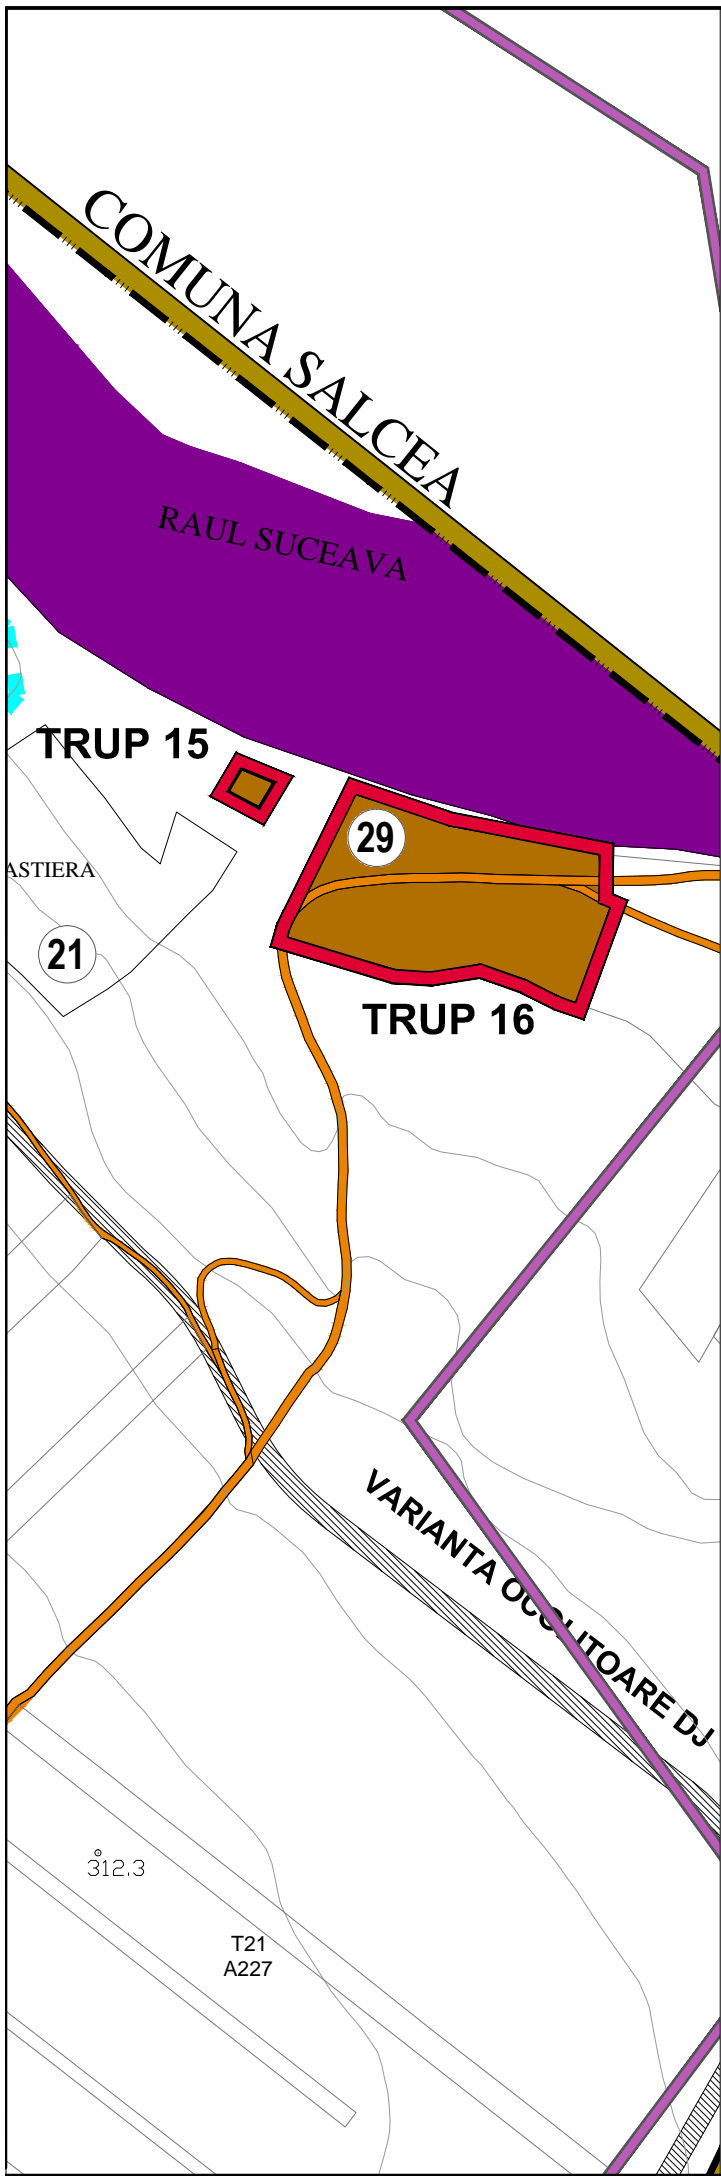 COMUNA SALCEA
RAUL SUCEAVA
TRUP 15
29
ASTIERA
21
TRUP 16
VARIANTA OCOLITOARE DJ
312.3
T21
A227